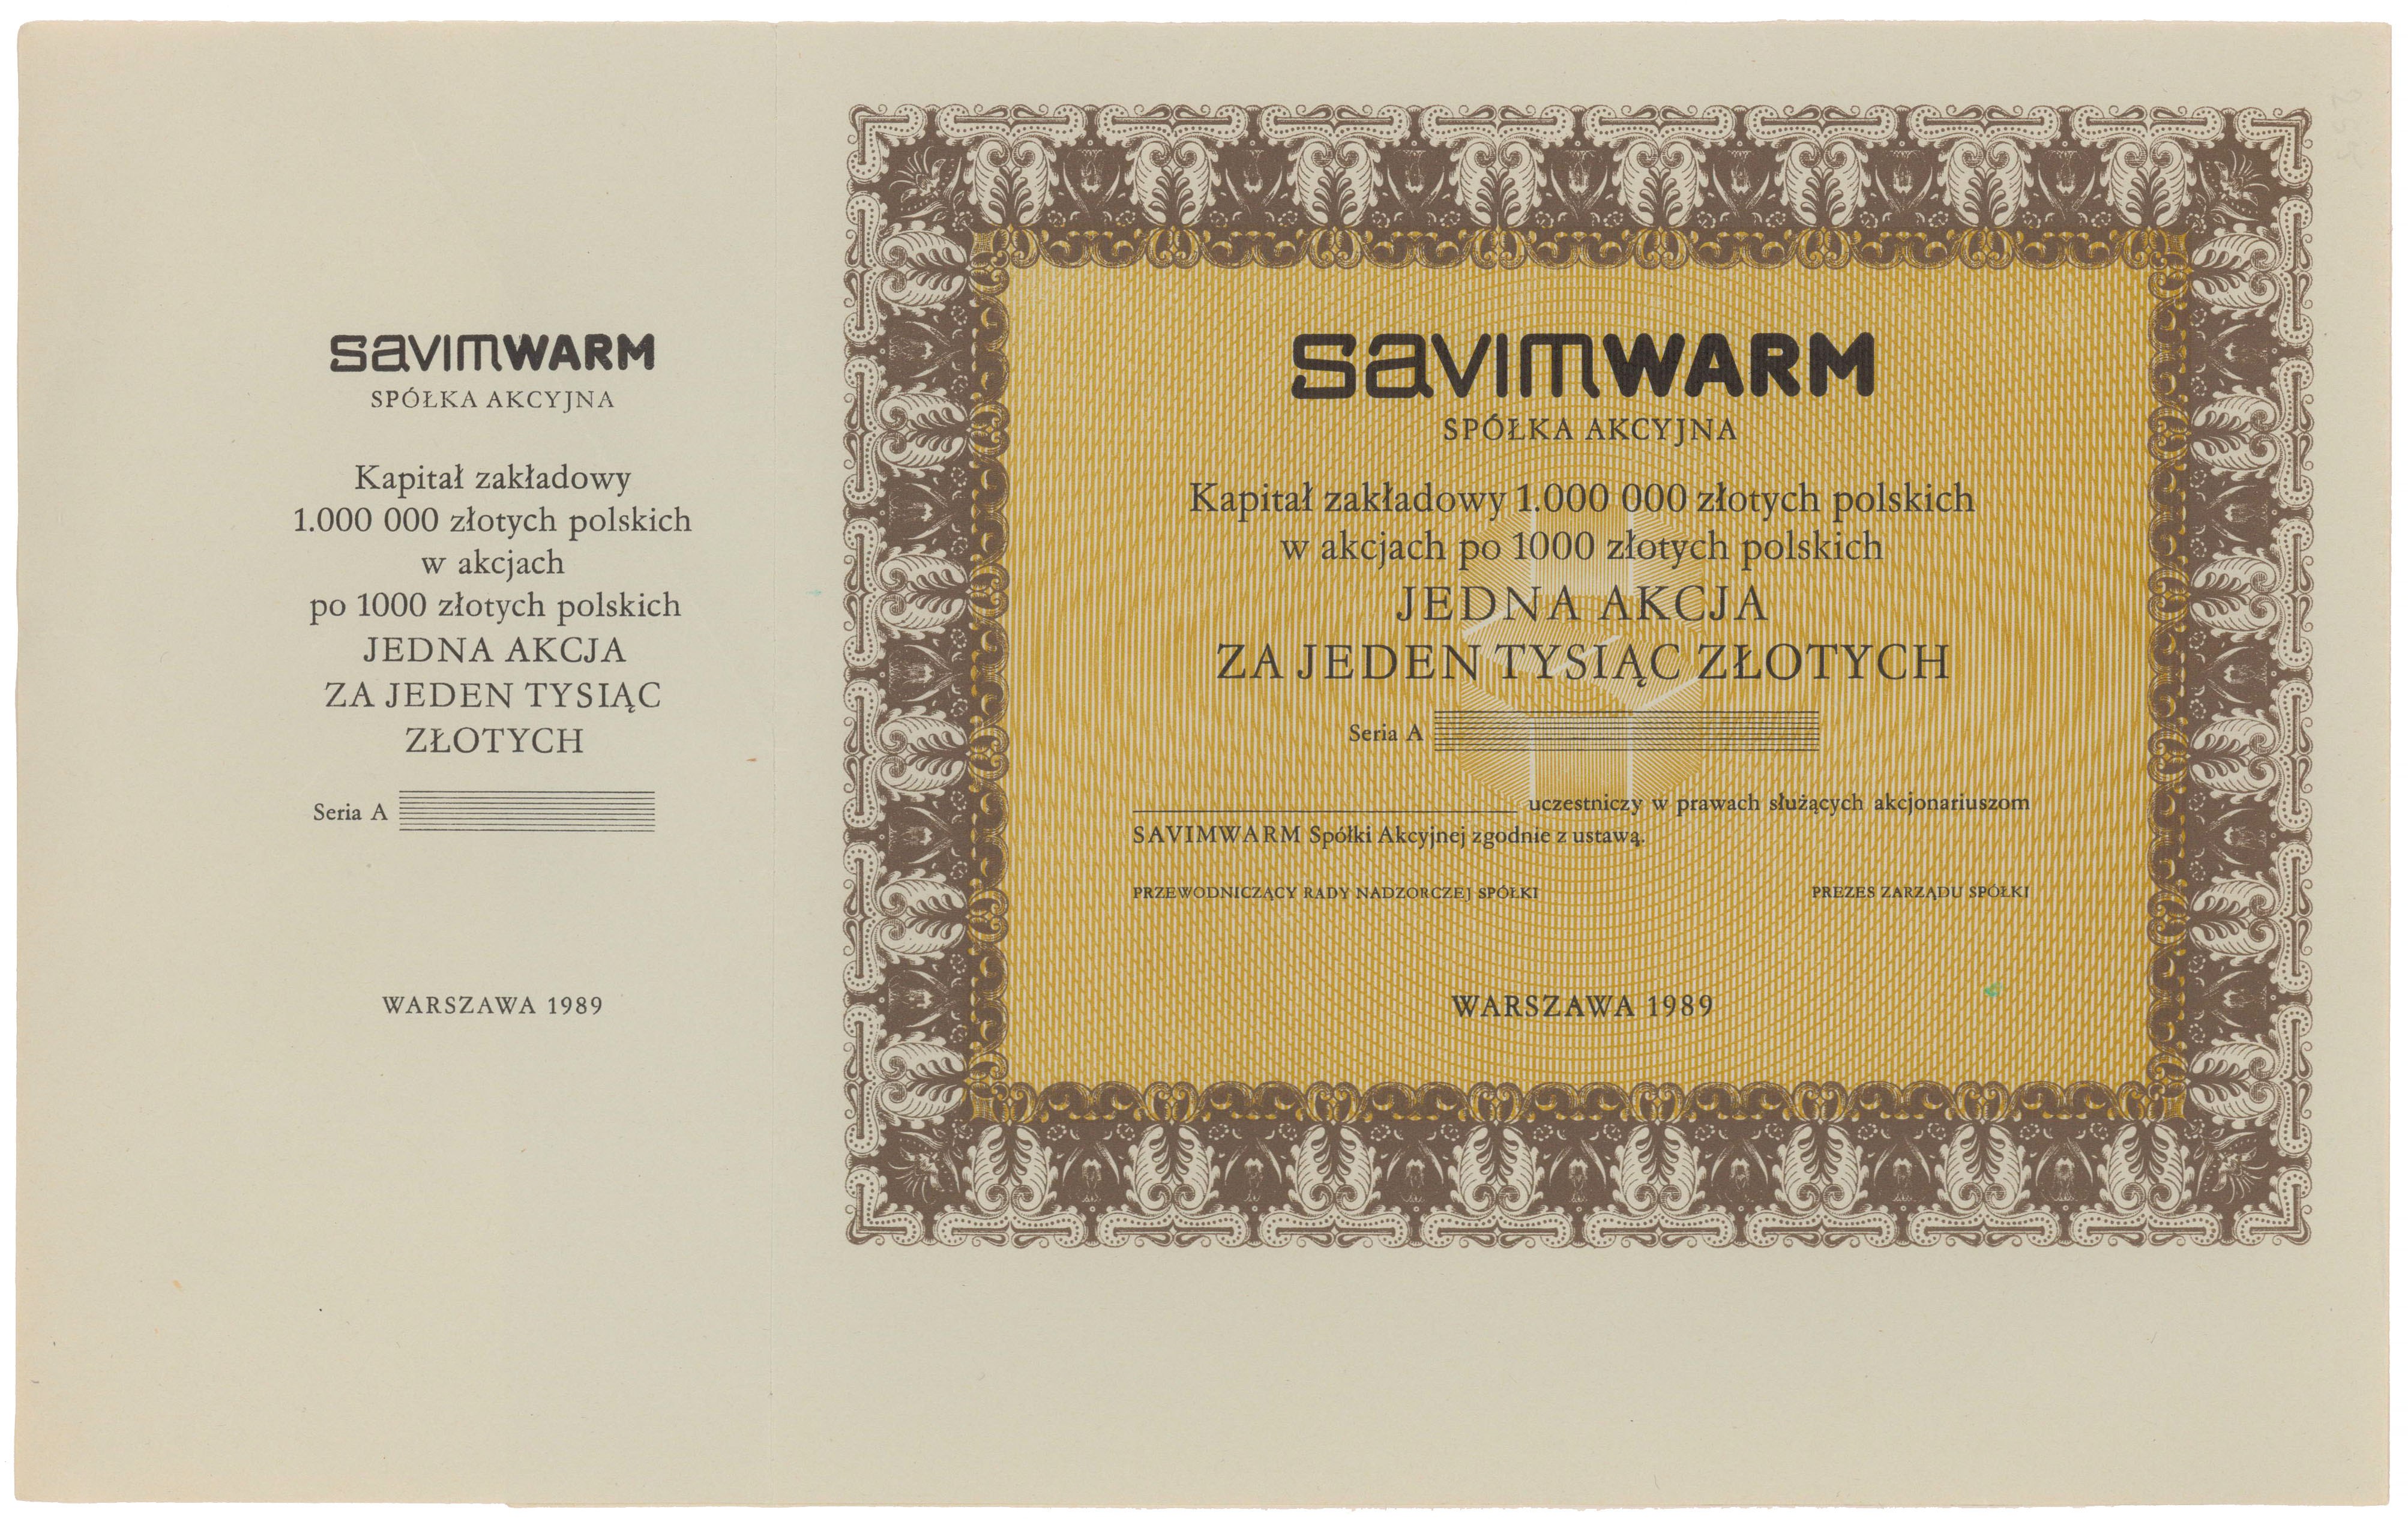 savimWARM
SPÓŁKA AKCYJNA
Kapitał zakładowy
1.000 000 złotych polskich
w akcjach
po 1000 złotych polskich
JEDNA AKCJA
ZA JEDEN TYSIĄC
ZŁOTYCH
Seria A
WARSZAWA 1989
savimWARM
SPÓŁKA AKCYJNA
Kapitał zakładowy 1.000 000 złotych polskich
w akcjach po 1000 złotych polskich
JEDNA AKCJA
ZA JEDEN TYSIĄC ZŁOTYCH
Seria A
uczestniczy w prawach służących akcjonariuszom
SAVIMWARM Spółki Akcyjnej zgodnie z ustawą.
PRZEWODNICZĄCY RADY NADZORCZEJ SPÓŁKI PREZES ZARZĄDU SPÓŁKI
WARSZAWA 1989